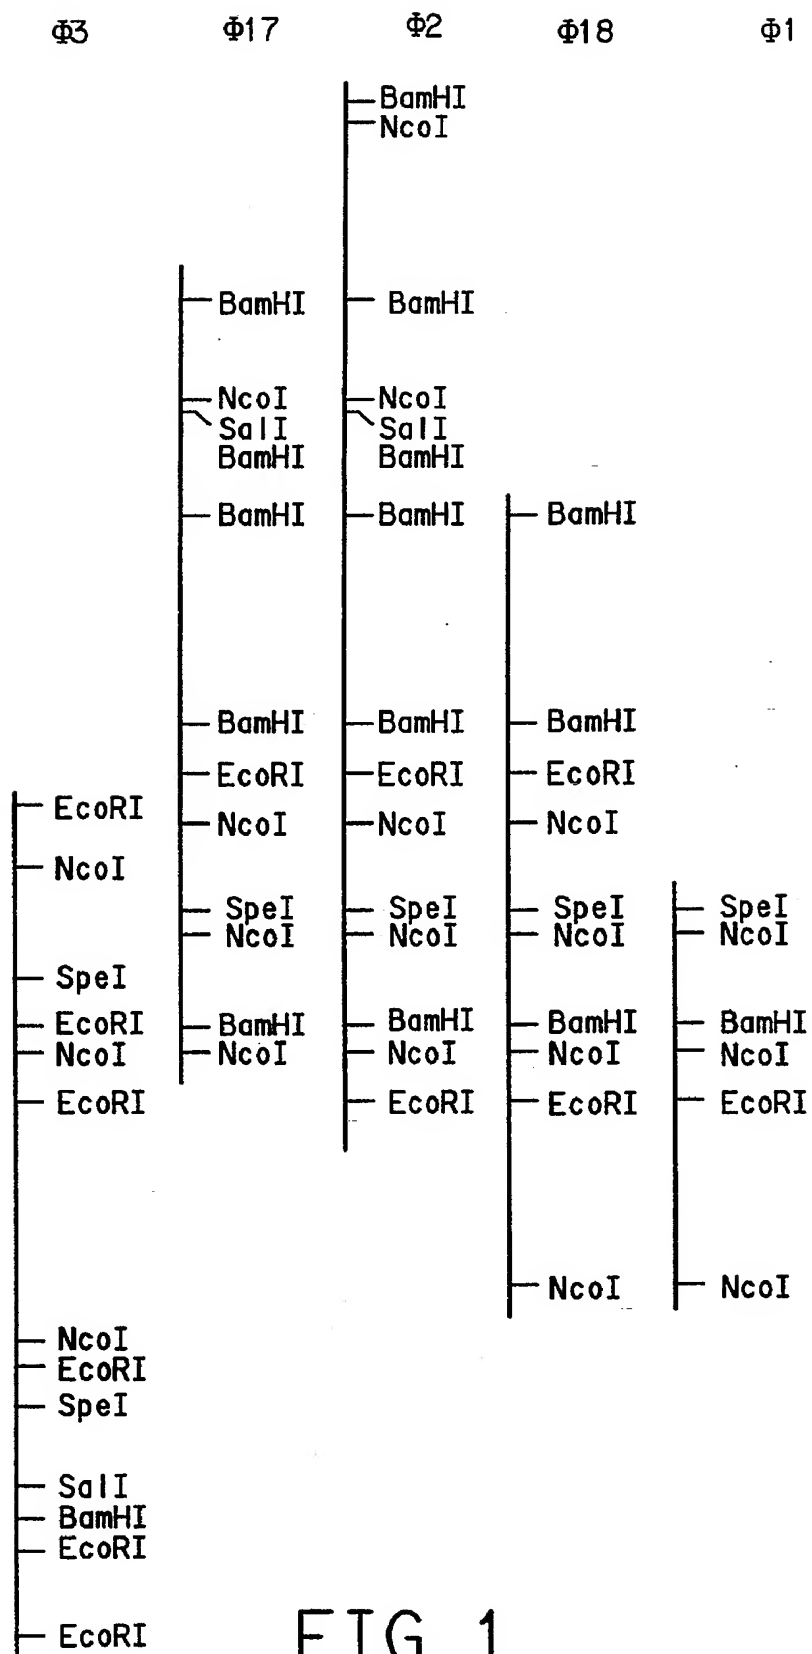 Φ3 Φ17 Φ2 Φ18 Φ1
BamHI
NcoI
BamHI BamHI
NcoI NcoI
SalI SalI
BamHI BamHI
BamHI BamHI BamHI
BamHI BamHI BamHI
EcoRI EcoRI EcoRI
EcoRI
NcoI NcoI NcoI
NcoI
SpeI SpeI SpeI SpeI
NcoI NcoI NcoI NcoI
SpeI
EcoRI BamHI BamHI BamHI BamHI
NcoI NcoI NcoI NcoI NcoI
EcoRI EcoRI EcoRI EcoRI
NcoI NcoI
NcoI
EcoRI
SpeI
SalI
BamHI
EcoRI
EcoRI
FIG. 1